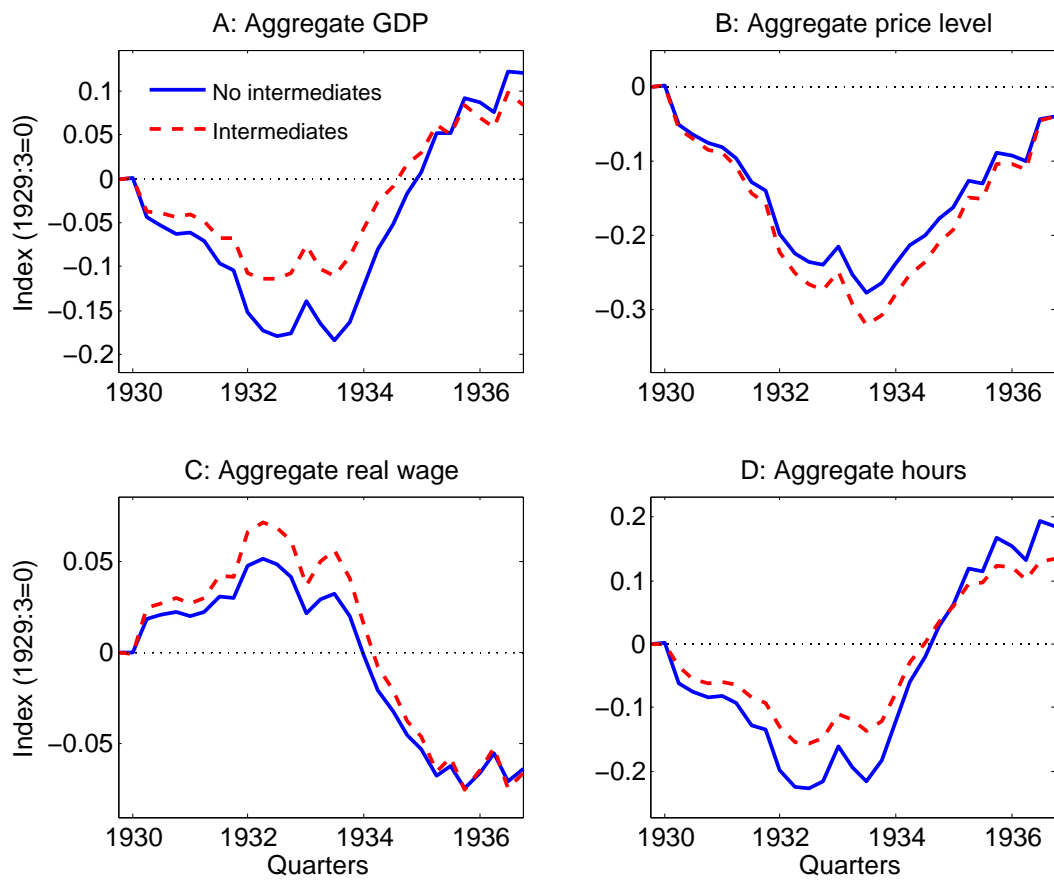 A: Aggregate GDP
Index (1929:3=0)
0.1
0.05
0
−0.05
−0.1
−0.15
−0.2
No intermediates
Intermediates
1930 1932 1934 1936
B: Aggregate price level
0
−0.1
−0.2
−0.3
1930 1932 1934 1936
C: Aggregate real wage
Index (1929:3=0)
0.05
0
−0.05
1930 1932 1934 1936
Quarters
D: Aggregate hours
0.2
0.1
0
−0.1
−0.2
1930 1932 1934 1936
Quarters